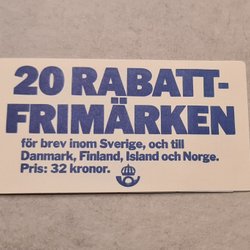 20 RABATT-
FRIMÄRKEN
för brev inom Sverige, och till
Danmark, Finland, Island och Norge.
Pris: 32 kronor.